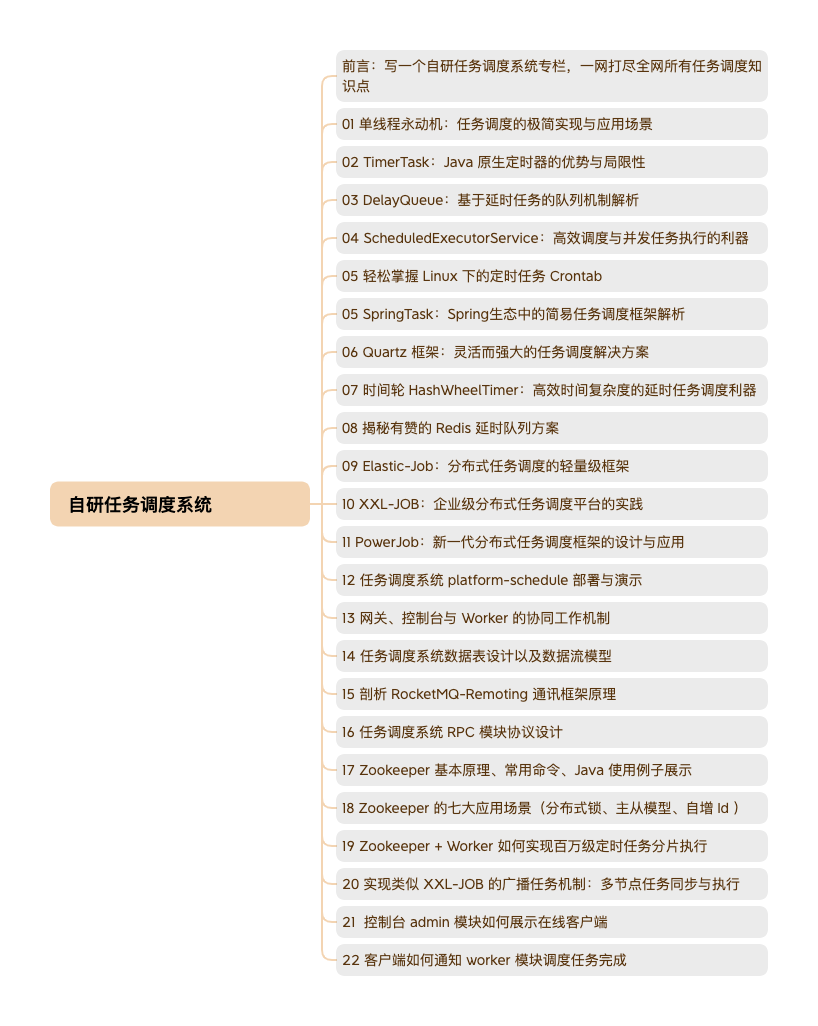 前言：写一个自研任务调度系统专栏，一网打尽全网所有任务调度知
识点
01 单线程永动机：任务调度的极简实现与应用场景
02 TimerTask：Java 原生定时器的优势与局限性
03 DelayQueue：基于延时任务的队列机制解析
04 ScheduledExecutorService：高效调度与并发任务执行的利器
05 轻松掌握 Linux 下的定时任务 Crontab
05 SpringTask：Spring生态中的简易任务调度框架解析
06 Quartz 框架：灵活而强大的任务调度解决方案
07 时间轮 HashWheelTimer：高效时间复杂度的延时任务调度利器
08 揭秘有赞的 Redis 延时队列方案
09 Elastic-Job：分布式任务调度的轻量级框架
自研任务调度系统
10 XXL-JOB：企业级分布式任务调度平台的实践
11 PowerJob：新一代分布式任务调度框架的设计与应用
12 任务调度系统 platform-schedule 部署与演示
13 网关、控制台与 Worker 的协同工作机制
14 任务调度系统数据表设计以及数据流模型
15 剖析 RocketMQ-Remoting 通讯框架原理
16 任务调度系统 RPC 模块协议设计
17 Zookeeper 基本原理、常用命令、Java 使用例子展示
18 Zookeeper 的七大应用场景（分布式锁、主从模型、自增 Id ）
19 Zookeeper + Worker 如何实现百万级定时任务分片执行
20 实现类似 XXL-JOB 的广播任务机制：多节点任务同步与执行
21  控制台 admin 模块如何展示在线客户端
22 客户端如何通知 worker 模块调度任务完成